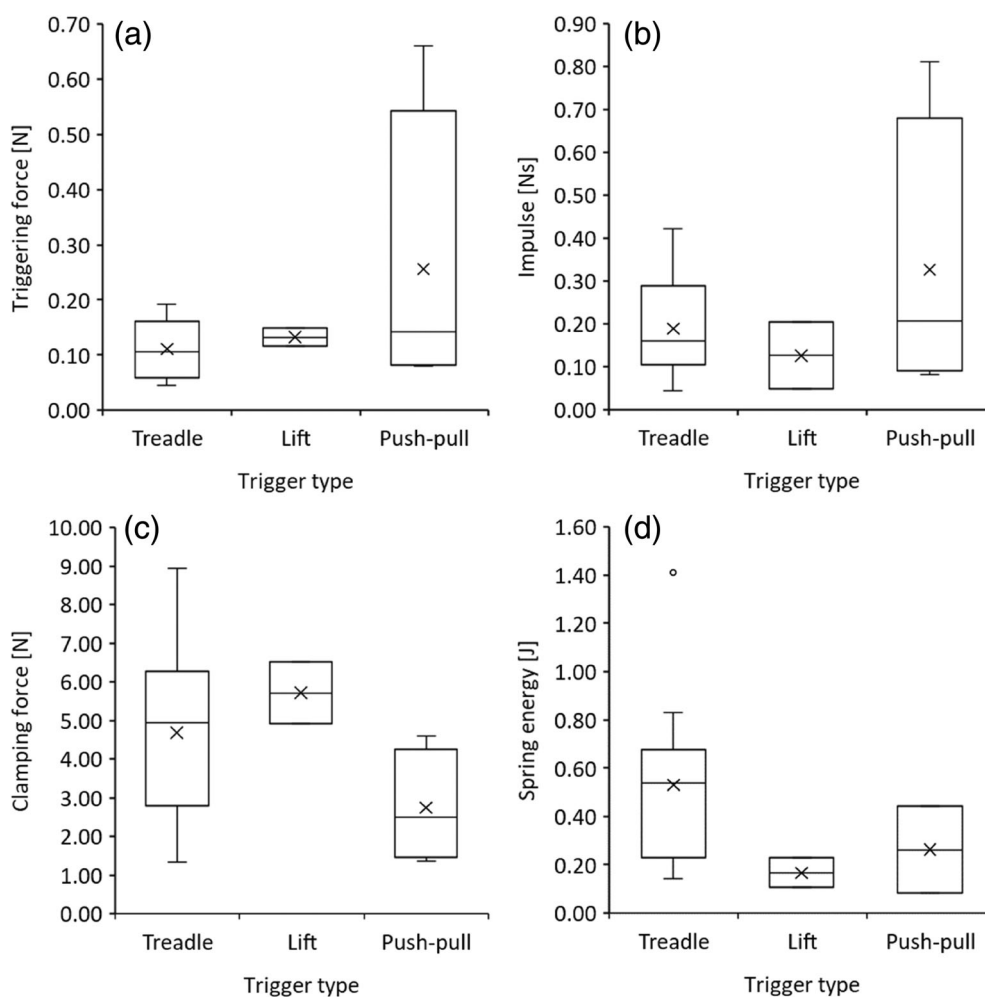 (a)
Triggering force [N]
0.70
0.60
0.50
0.40
0.30
0.20
0.10
0.00
Treadle Lift Push-pull
Trigger type
(b)
Impulse [Ns]
0.90
0.80
0.70
0.60
0.50
0.40
0.30
0.20
0.10
0.00
Treadle Lift Push-pull
Trigger type
(c)
Clamping force [N]
10.00
9.00
8.00
7.00
6.00
5.00
4.00
3.00
2.00
1.00
0.00
Treadle Lift Push-pull
Trigger type
(d)
Spring energy [J]
1.60
1.40
1.20
1.00
0.80
0.60
0.40
0.20
0.00
Treadle Lift Push-pull
Trigger type